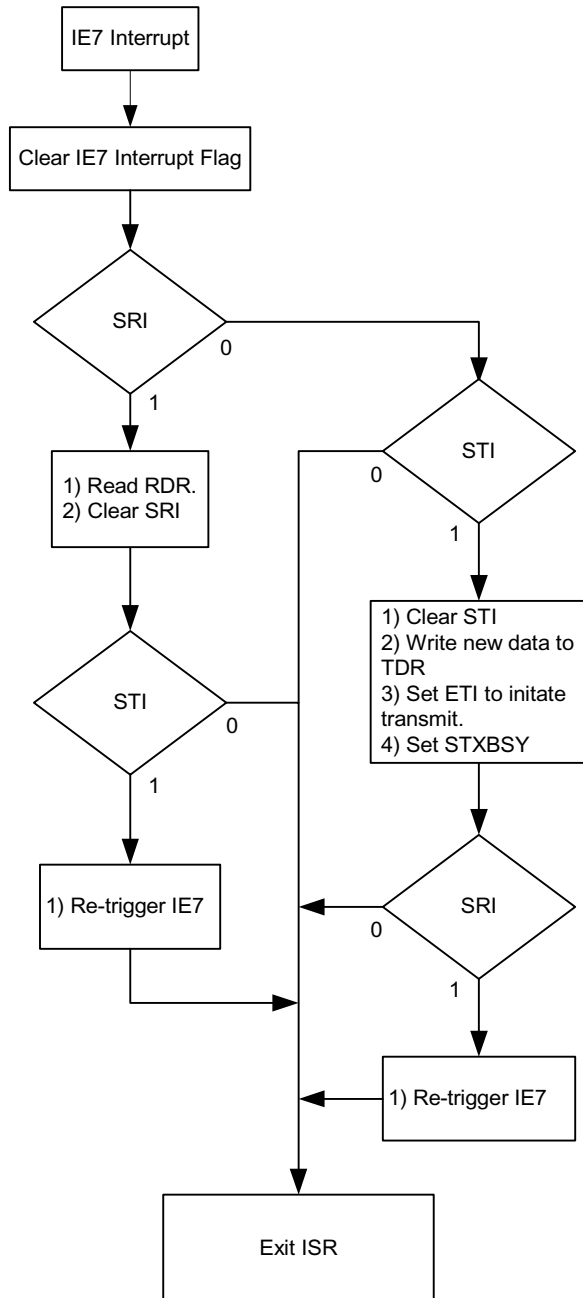 IE7 Interrupt
Clear IE7 Interrupt Flag
SRI
0
1
STI
0
1
1) Read RDR.
2) Clear SRI
1) Clear STI
2) Write new data to
TDR
3) Set ETI to initate
transmit.
4) Set STXBSY
STI
0
1
1) Re-trigger IE7
SRI
0
1
1) Re-trigger IE7
Exit ISR